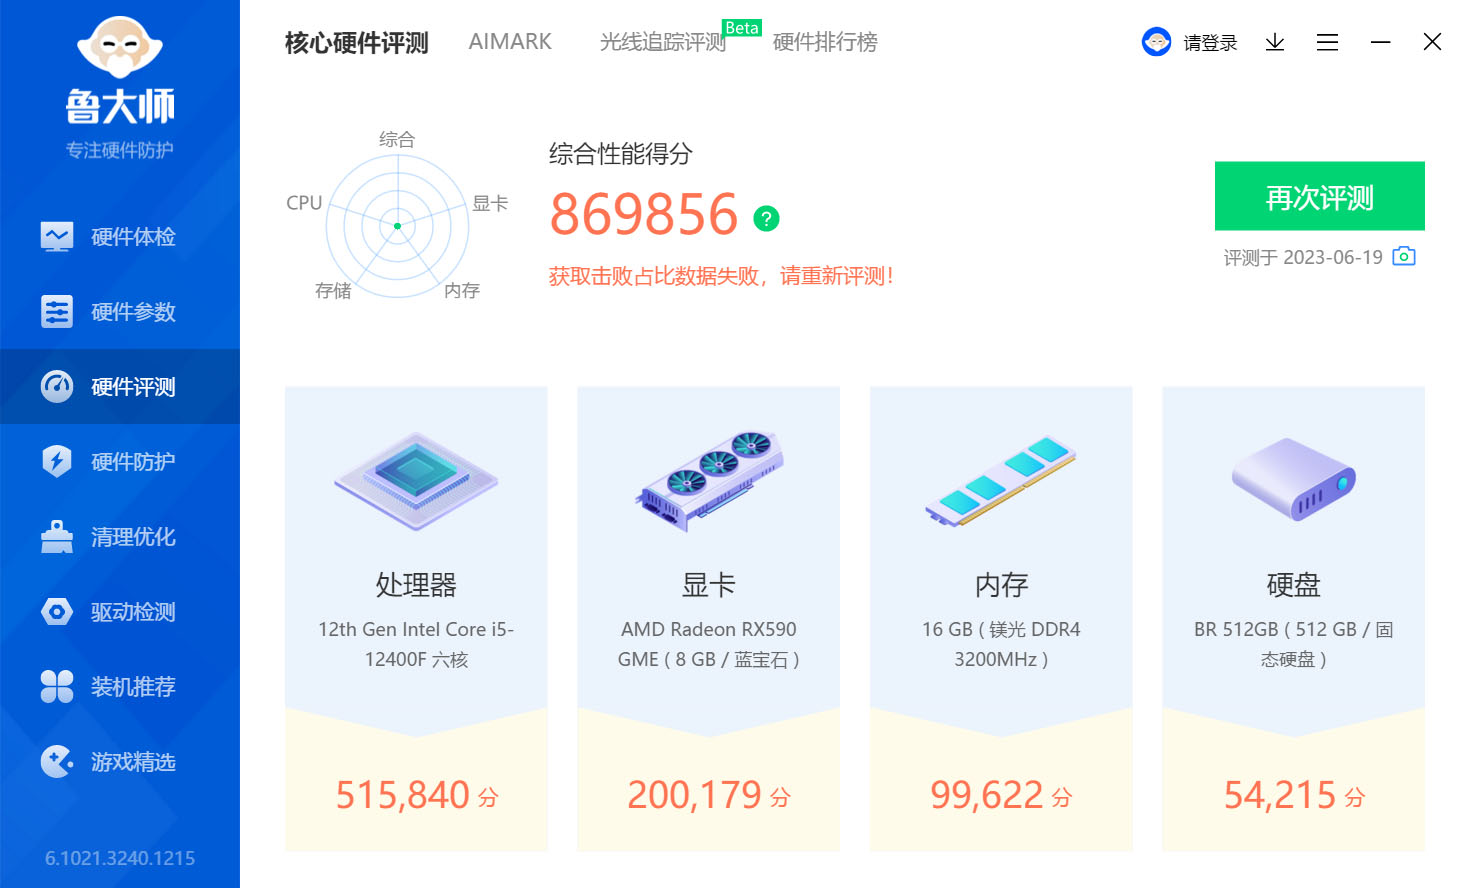 鲁大师
专注硬件防护
硬件体检
硬件参数
硬件评测
硬件防护
清理优化
驱动检测
装机推荐
游戏精选
6.1021.3240.1215
核心硬件评测 AIMARK 光线追踪评测 Beta 硬件排行榜
请登录
综合
CPU
显卡
存储
内存
综合性能得分
869856 ?
获取击败占比数据失败，请重新评测！
再次评测
评测于 2023-06-19
处理器
12th Gen Intel Core i5-
12400F 六核
515,840 分
显卡
AMD Radeon RX590
GME ( 8 GB / 蓝宝石 )
200,179 分
内存
16 GB ( 镁光 DDR4
3200MHz )
99,622 分
硬盘
BR 512GB ( 512 GB / 固
态硬盘 )
54,215 分